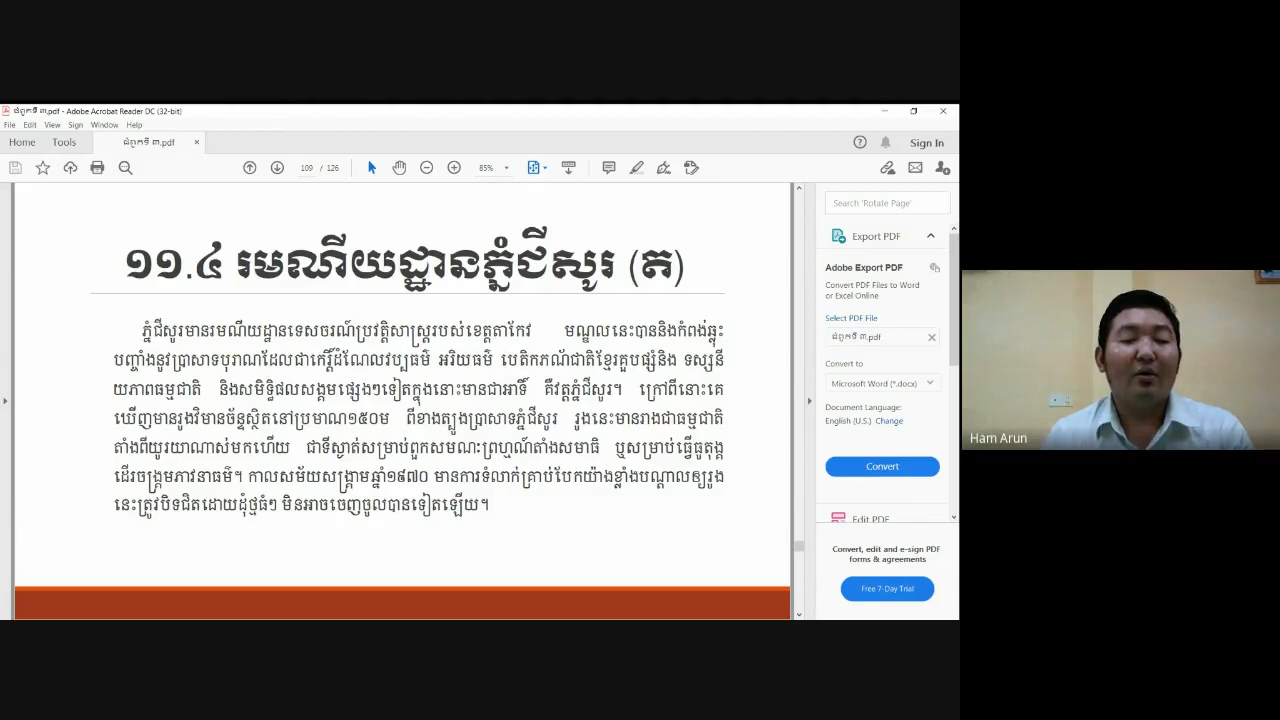 ជំពូកទី ៣.pdf - Adobe Acrobat Reader DC (32-bit)
File Edit View Sign Window Help
Home Tools ជំពូកទី ៣.pdf × Sign In
109 / 126 85%
Search 'Rotate Page'
Export PDF
Adobe Export PDF
Convert PDF Files to Word
or Excel Online
Select PDF File
ជំពូកទី ៣.pdf
Convert to
Microsoft Word (*.docx)
Document Language:
English (U.S.) Change
Convert
Edit PDF
Convert, edit and e-sign PDF
forms & agreements
Free 7-Day Trial
១១.៤ រមណីយដ្ឋានភ្នំជីសូរ (ត)
ភ្នំជីសូរមានរមណីយដ្ឋានទេសចរណ៍ប្រវត្តិសាស្ត្ររបស់ខេត្តតាកែវ មណ្ឌលនេះបាននិងកំពង់ឆ្លុះ
បញ្ចាំងនូវប្រាសាទបុរាណដែលជាកេរ្តិ៍ដំណែលវប្បធម៌ អរិយធម៌ បេតិកភណ័ជាតិខ្មែរគួបផ្សំនិង ទស្សនី
យភាពធម្មជាតិ និងសមិទ្ធិផលសង្គមផ្សេងៗទៀតក្នុងនោះមានជាអាទិ៍ គឺវត្តភ្នំជីសូរ។ ក្រៅពីនោះគេ
ឃើញមានរូងវិមានច័ន្ទស្ថិតនៅប្រមាណ១៥០ម ពីខាងត្បូងប្រាសាទភ្នំជីសូរ រូងនេះមានរាងជាធម្មជាតិ
តាំងពីយូរយាណាស់មកហើយ ជាទីស្ងាត់សម្រាប់ពួកសមណៈព្រហ្មណ៍តាំងសមាធិ ឬសម្រាប់ធ្វើធូតុង្គ
ដើរចង្ក្រមភាវនាធម៌។ កាលសម័យសង្គ្រាមឆ្នាំ១៩៧០ មានការទំលាក់គ្រាប់បែកយ៉ាងខ្លាំងបណ្តាលឲ្យរូង
នេះត្រូវបិទជិតដោយដុំថ្មធំៗ មិនអាចចេញចូលបានទៀតឡើយ។
Ham Arun